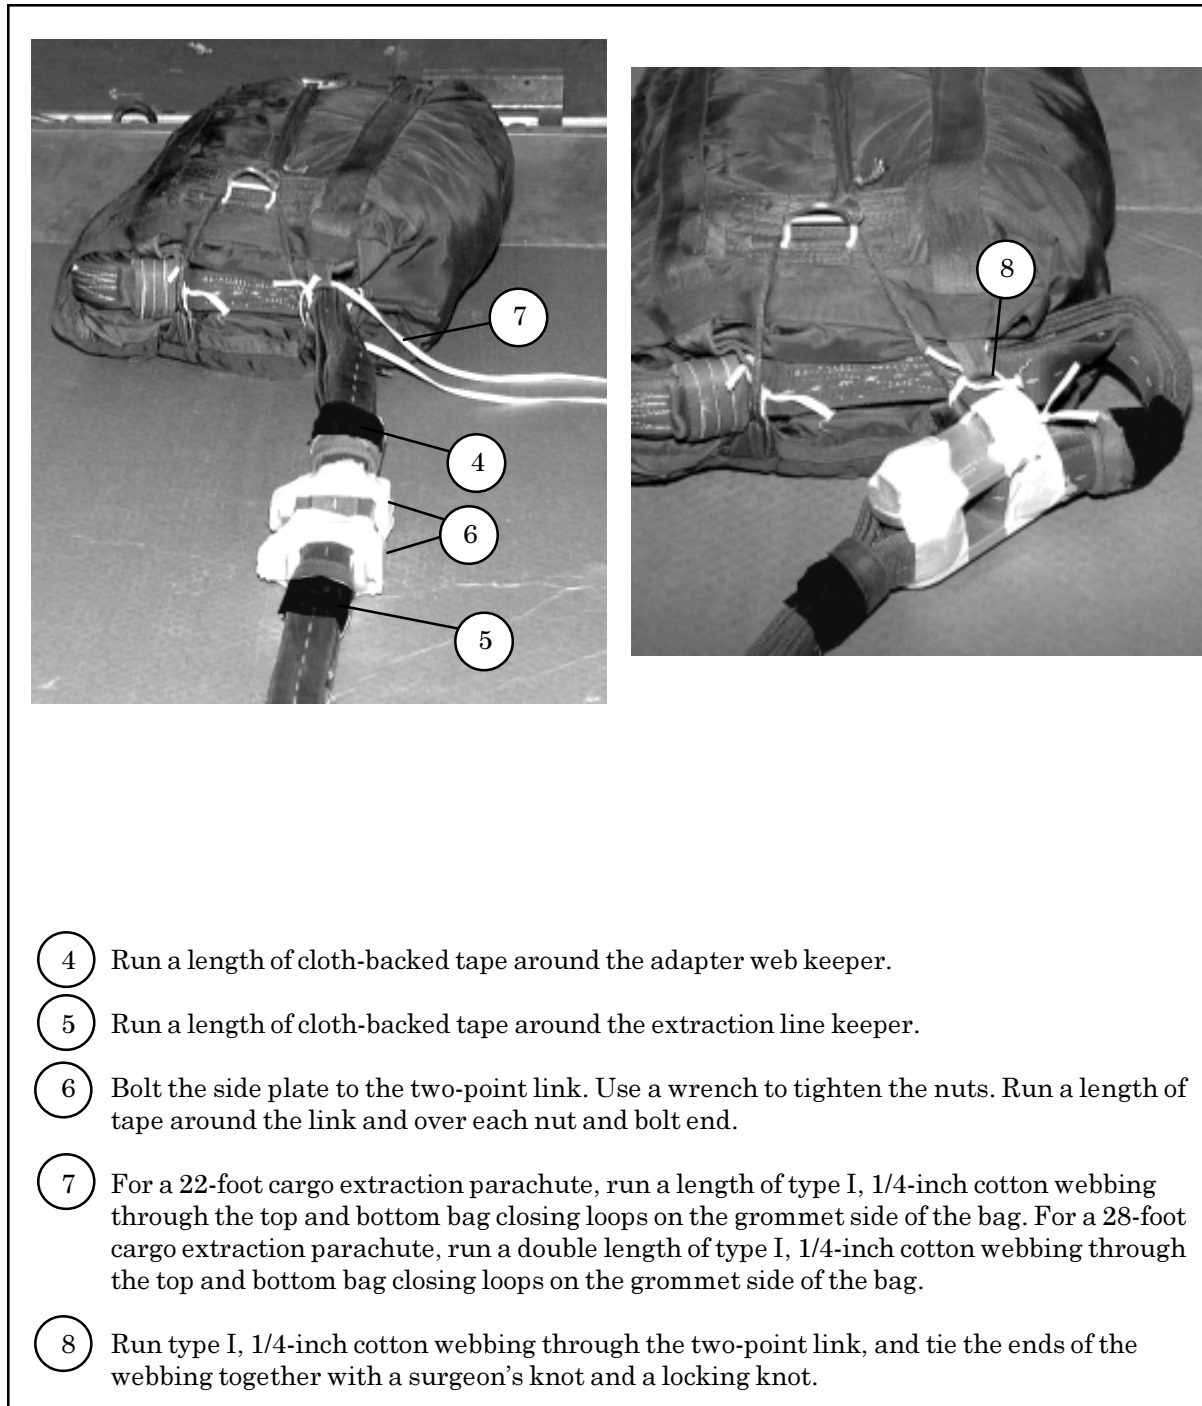 7
4
6
5
8
4 Run a length of cloth-backed tape around the adapter web keeper.
5 Run a length of cloth-backed tape around the extraction line keeper.
6 Bolt the side plate to the two-point link. Use a wrench to tighten the nuts. Run a length of
tape around the link and over each nut and bolt end.
7 For a 22-foot cargo extraction parachute, run a length of type I, 1/4-inch cotton webbing
through the top and bottom bag closing loops on the grommet side of the bag. For a 28-foot
cargo extraction parachute, run a double length of type I, 1/4-inch cotton webbing through
the top and bottom bag closing loops on the grommet side of the bag.
8 Run type I, 1/4-inch cotton webbing through the two-point link, and tie the ends of the
webbing together with a surgeon’s knot and a locking knot.